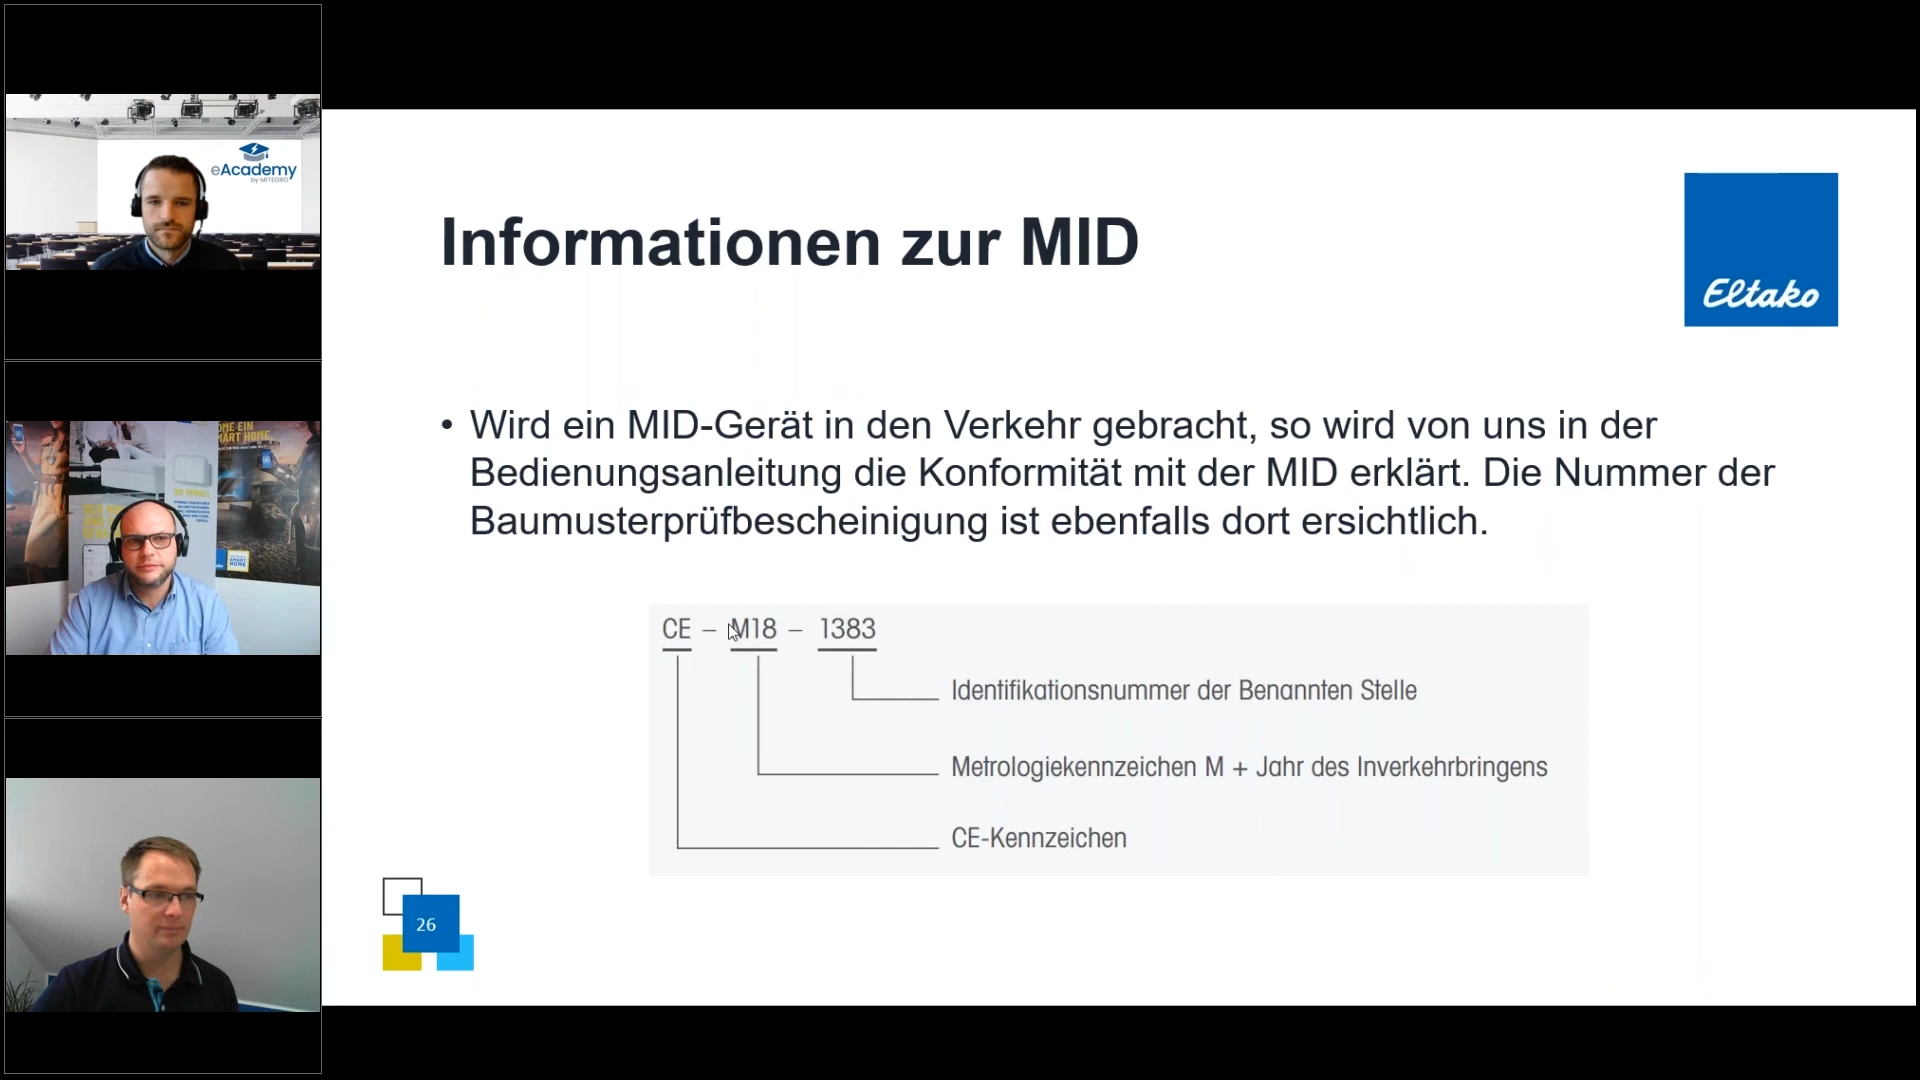 eAcademy
by MITEGRO
SMART HOME
Informationen zur MID
Eltako
• Wird ein MID-Gerät in den Verkehr gebracht, so wird von uns in der
Bedienungsanleitung die Konformität mit der MID erklärt. Die Nummer der
Baumusterprüfbescheinigung ist ebenfalls dort ersichtlich.
CE – M18 – 1383
Identifikationsnummer der Benannten Stelle
Metrologiekennzeichen M + Jahr des Inverkehrbringens
CE-Kennzeichen
26